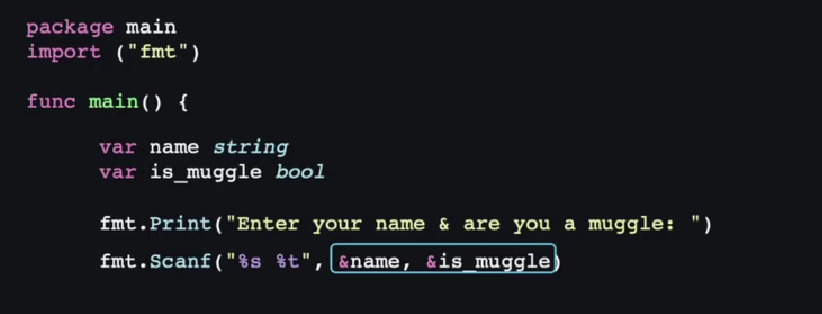 package main
import ("fmt")
func main() {
var name string
var is_muggle bool
fmt.Print("Enter your name & are you a muggle: ")
fmt.Scanf("%s %t", &name, &is_muggle)